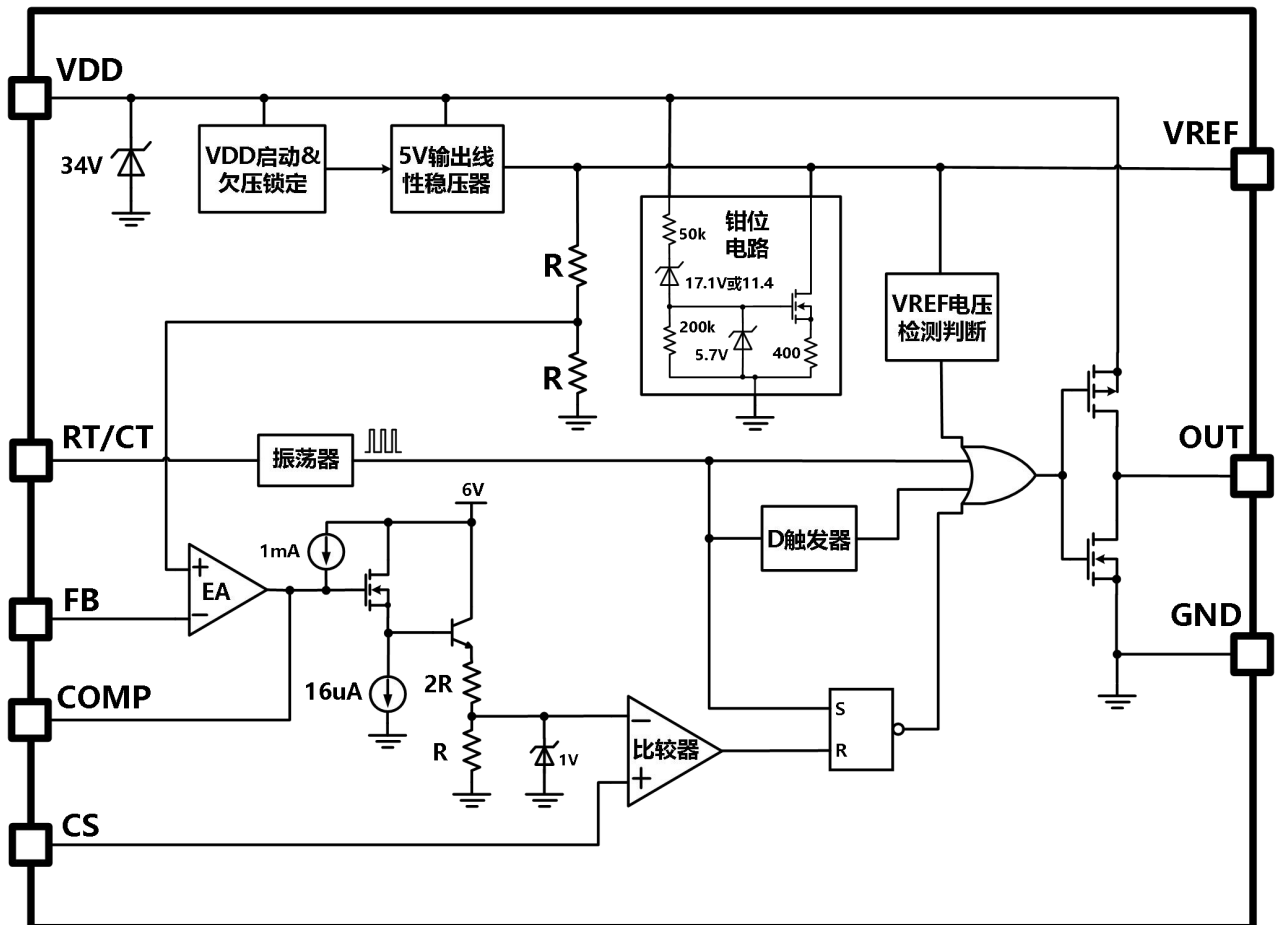 VDD
VREF
34V
VDD启动&
欠压锁定
5V输出线
性稳压器
钳位
电路
50k
17.1V或11.4
200k
5.7V
400
R
R
VREF电压
检测判断
RT/CT
振荡器
OUT
6V
1mA
D触发器
+
EA
−
FB
GND
16uA
2R
COMP
S
−
比较器
+
R
R
1V
CS